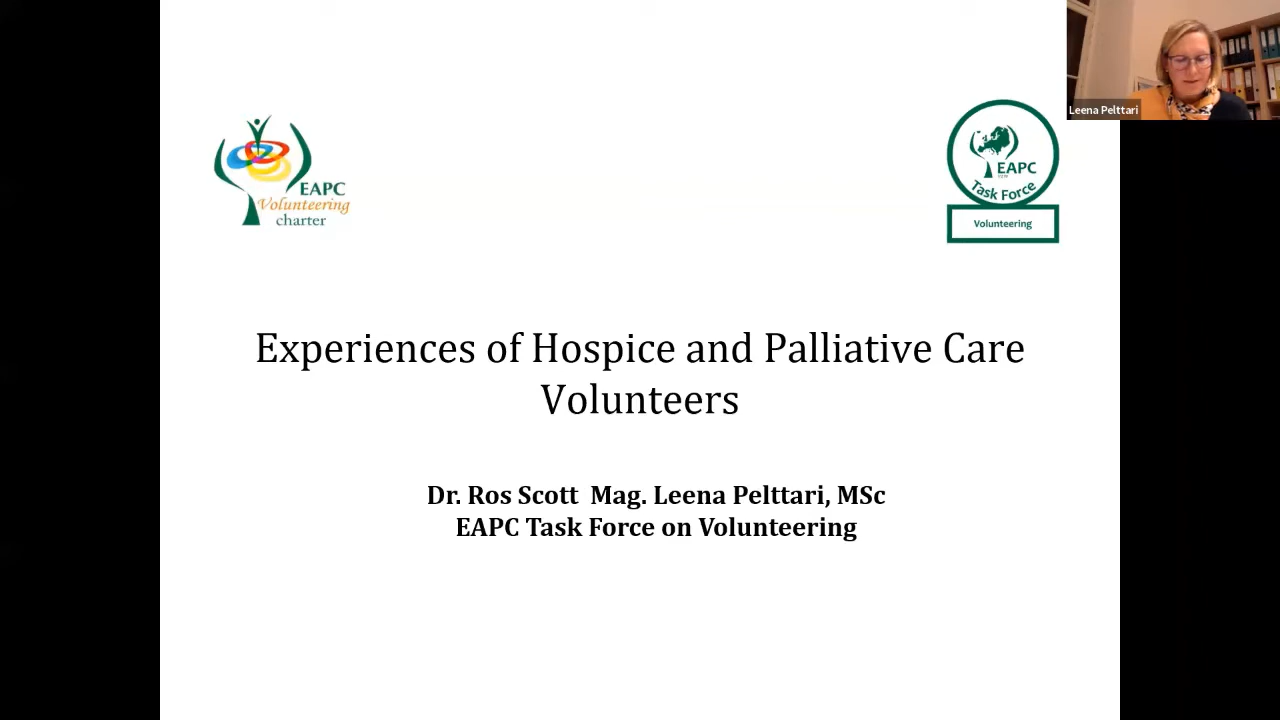 EAPC
Volunteering
charter
EAPC
Task Force
Volunteering
Leena Pelttari
Experiences of Hospice and Palliative Care
Volunteers
Dr. Ros Scott Mag. Leena Pelttari, MSc
EAPC Task Force on Volunteering